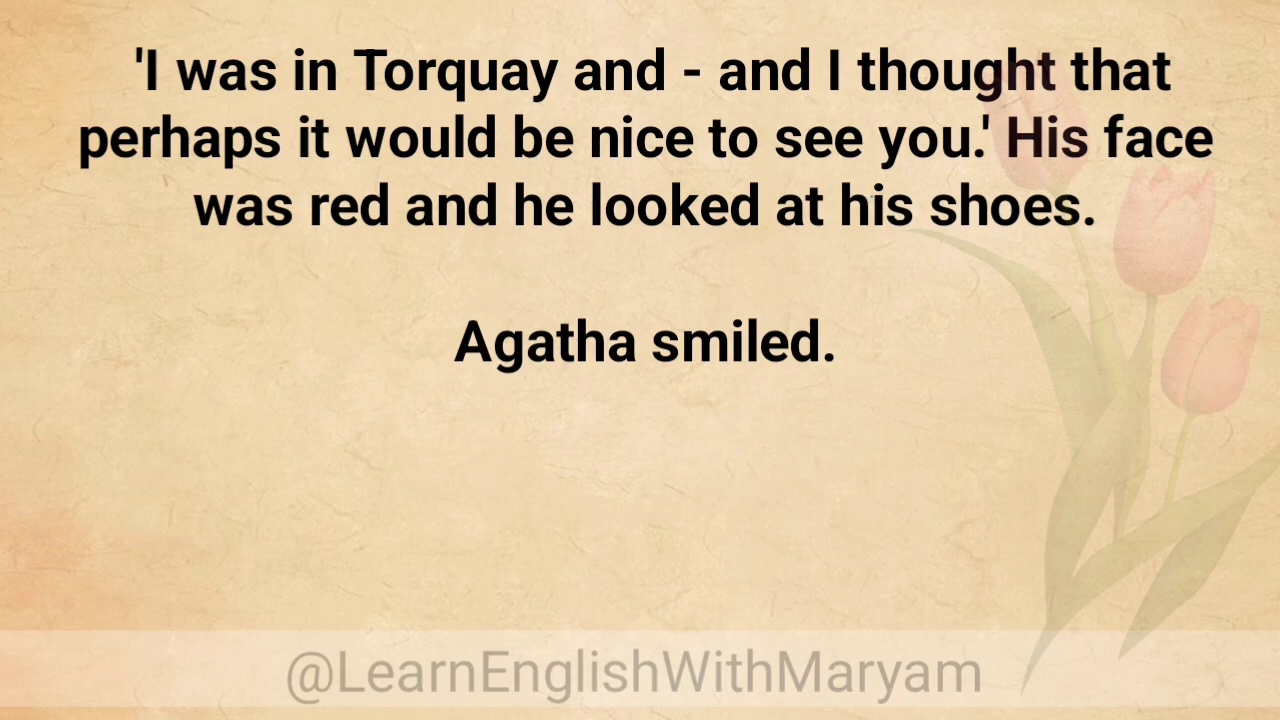 'I was in Torquay and - and I thought that
perhaps it would be nice to see you.' His face
was red and he looked at his shoes.
Agatha smiled.
@LearnEnglishWithMaryam